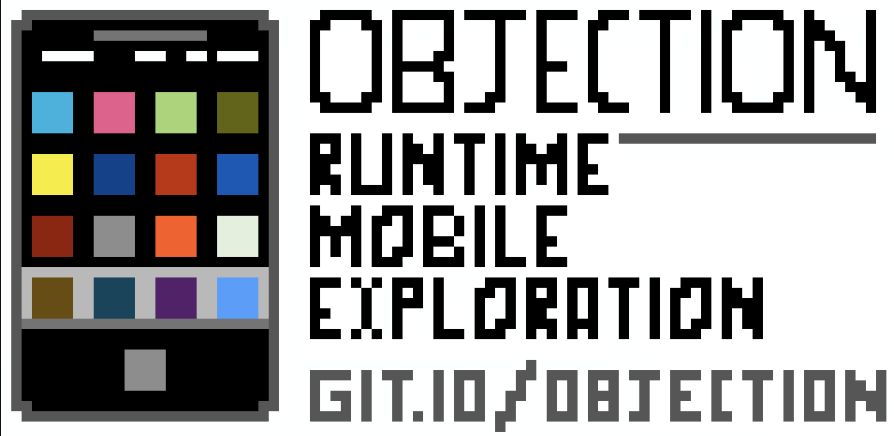 OBJECTION
RUNTIME
MOBILE
EXPLORATION
GIT.IO/OBJECTION